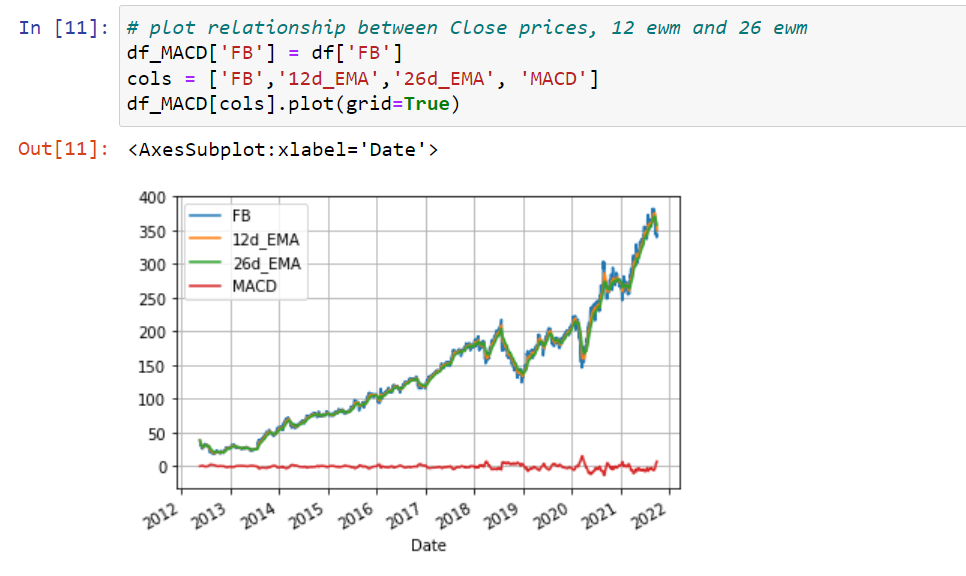 In [11]: # plot relationship between Close prices, 12 ewm and 26 ewm
df_MACD['FB'] = df['FB']
cols = ['FB','12d_EMA','26d_EMA', 'MACD']
df_MACD[cols].plot(grid=True)
Out[11]: <AxesSubplot:xlabel='Date'>
400
350
300
250
200
150
100
50
0
FB
12d_EMA
26d_EMA
MACD
2012 2013 2014 2015 2016 2017 2018 2019 2020 2021 2022
Date